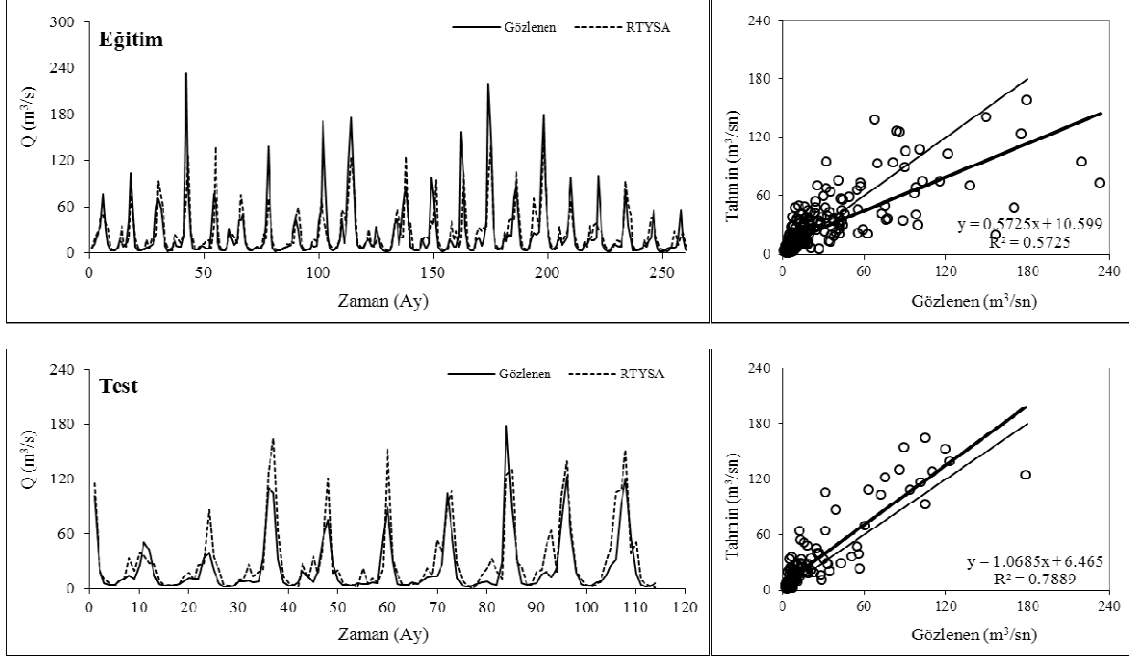 Eğitim
Gözlenen RTYSA
Q (m³/s)
300
240
180
120
60
0
0 50 100 150 200 250
Zaman (Ay)
Tahmin (m³/sn)
240
180
120
60
0
y = 0.5725x + 10.599
R² = 0.5725
0 60 120 180 240
Gözlenen (m³/sn)
Test
Gözlenen RTYSA
Q (m³/s)
240
180
120
60
0
0 10 20 30 40 50 60 70 80 90 100 110 120
Zaman (Ay)
Tahmin (m³/sn)
240
180
120
60
0
y = 1.0685x + 6.465
R² = 0.7889
0 60 120 180 240
Gözlenen (m³/sn)